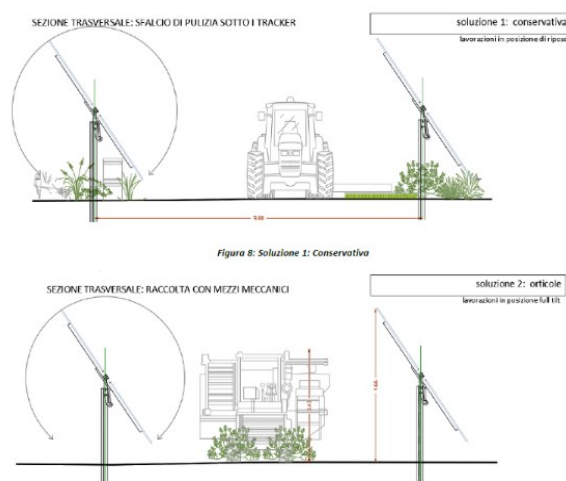 SEZIONE TRASVERSALE: SFALCIO DI PULIZIA SOTTO I TRACKER
soluzione 1: conservativa
lavorazioni in posizione di riposo
Figura 8: Soluzione 1: Conservativa
SEZIONE TRASVERSALE: RACCOLTA CON MEZZI MECCANICI
soluzione 2: orticole
lavorazioni in posizione full tilt